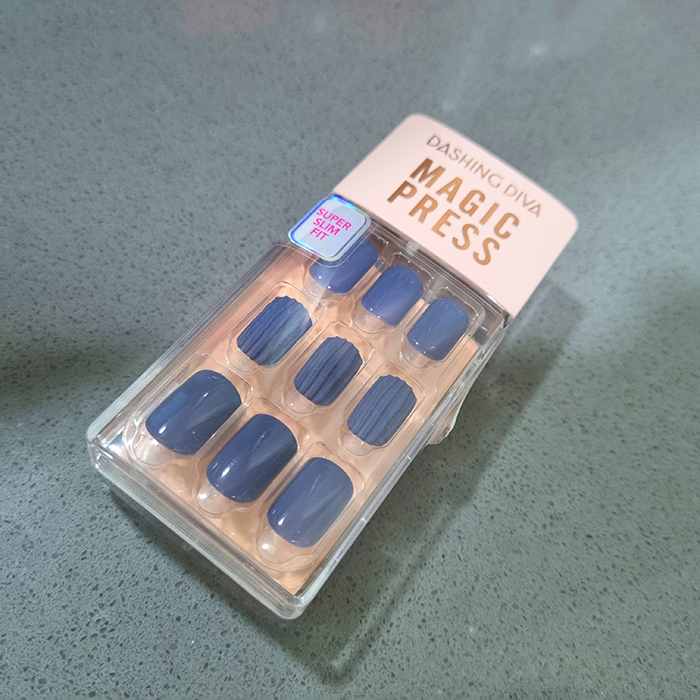 DASHING DIVA
MAGIC
PRESS
SUPER
SLIM
FIT